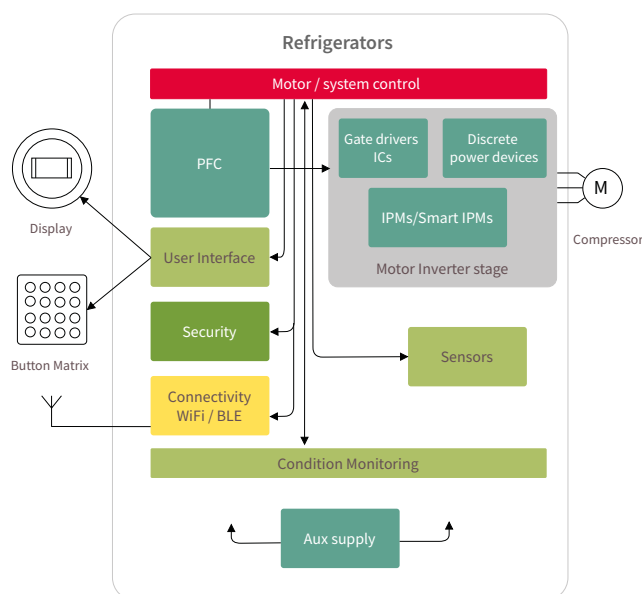 Refrigerators
Motor / system control
PFC
Gate drivers
ICs
Discrete
power devices
IPMs/Smart IPMs
Motor Inverter stage
M
Compressor
Display
User Interface
Button Matrix
Security
Sensors
Connectivity
WiFi / BLE
Condition Monitoring
Aux supply